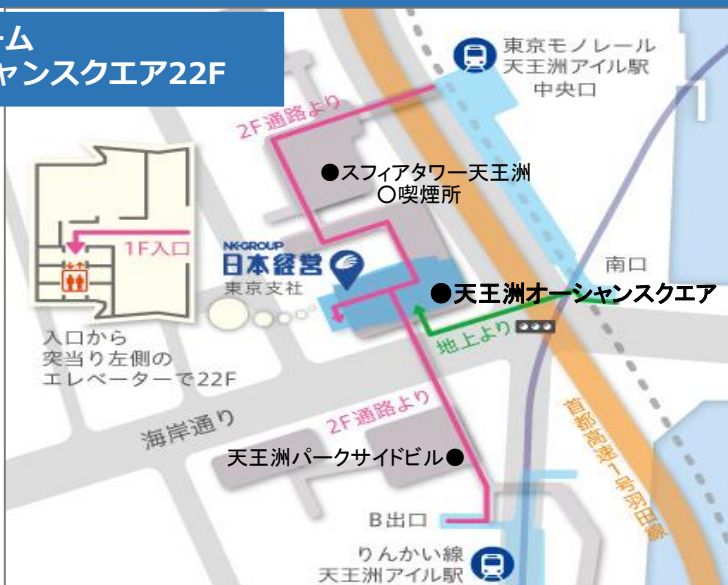 ーム
ャンスクエア22F
東京モノレール
天王洲アイル駅
中央口
2F通路より
●スフィアタワー天王洲
○喫煙所
1F入口
NKGROUP
日本経営
東京支社
南口
●天王洲オーシャンスクエア
地上より
入口から
突当り左側の
エレベーターで22F
海岸通り
2F通路より
首都高速1号羽田線
天王洲パークサイドビル●
B出口
りんかい線
天王洲アイル駅